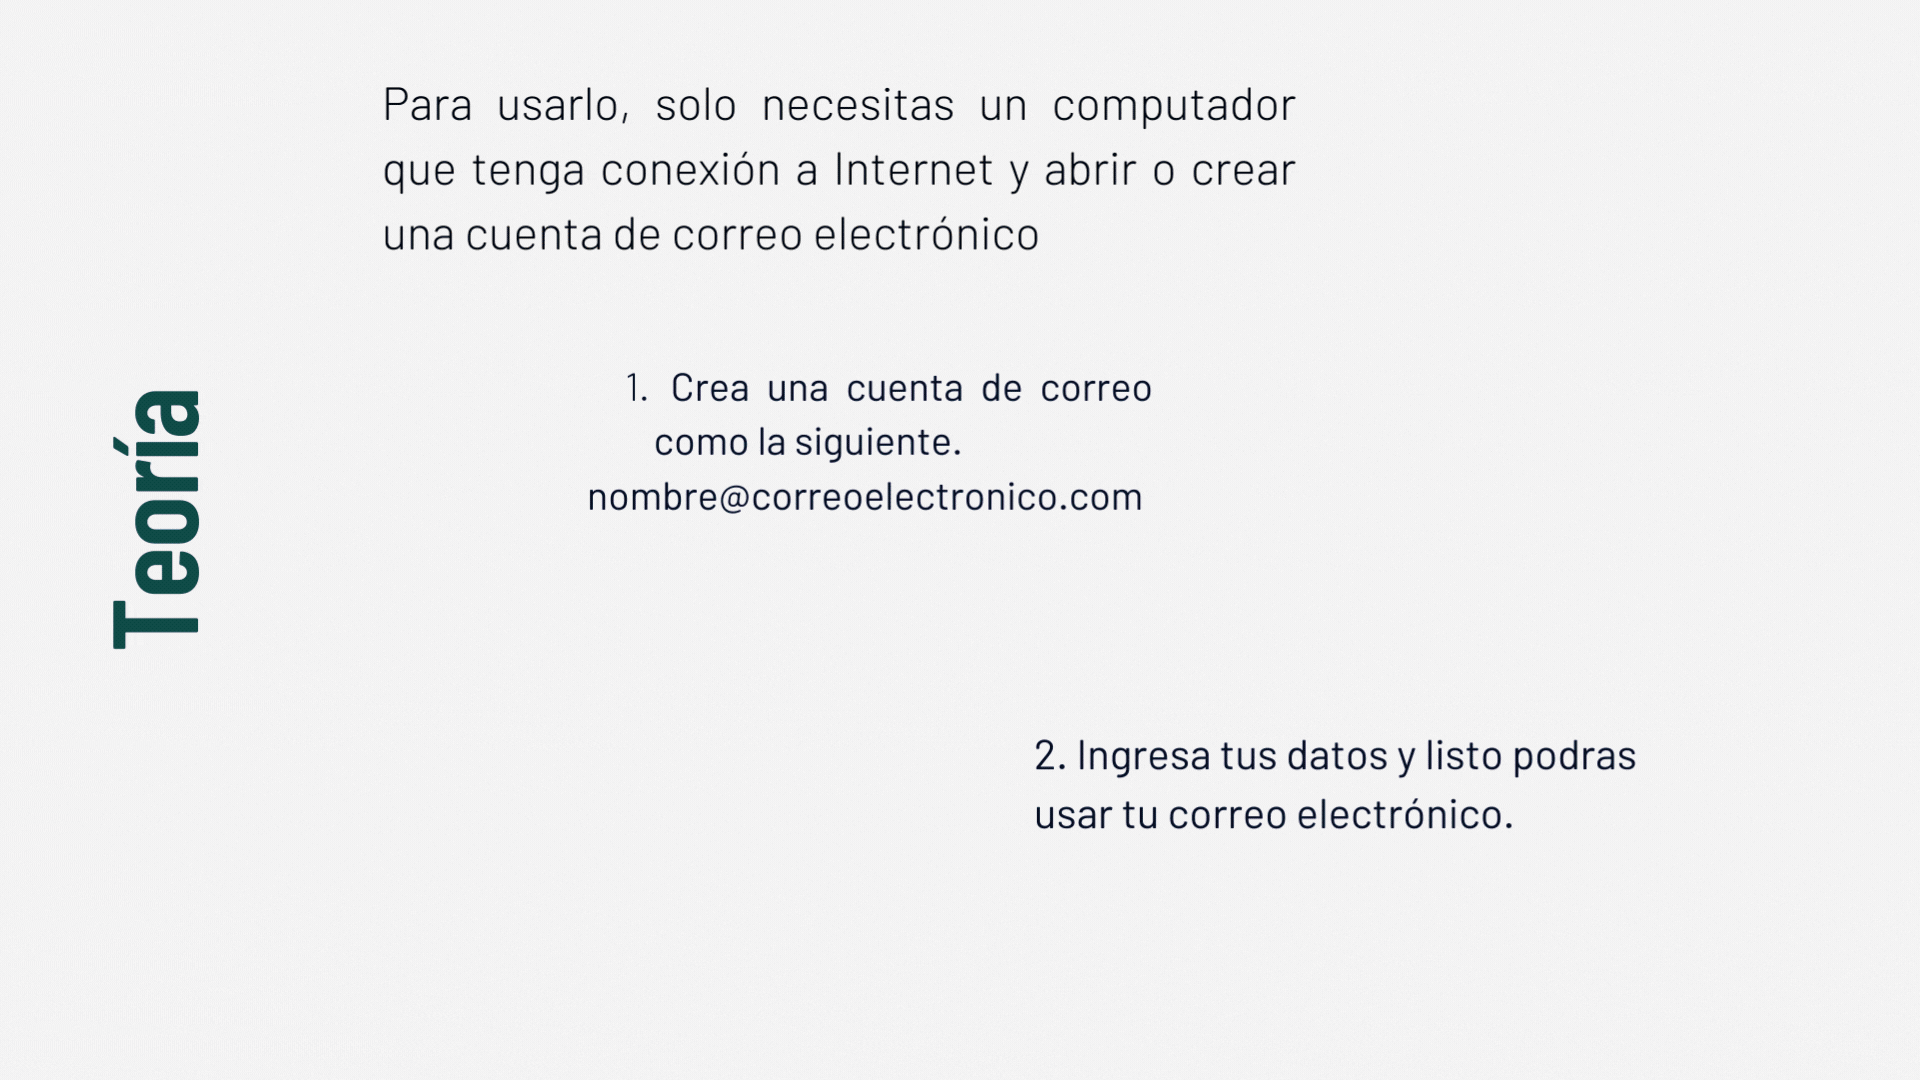 Para usarlo, solo necesitas un computador
que tenga conexión a Internet y abrir o crear
una cuenta de correo electrónico
Teoría
1. Crea una cuenta de correo
como la siguiente.
nombre@correoelectronico.com
2. Ingresa tus datos y listo podras
usar tu correo electrónico.